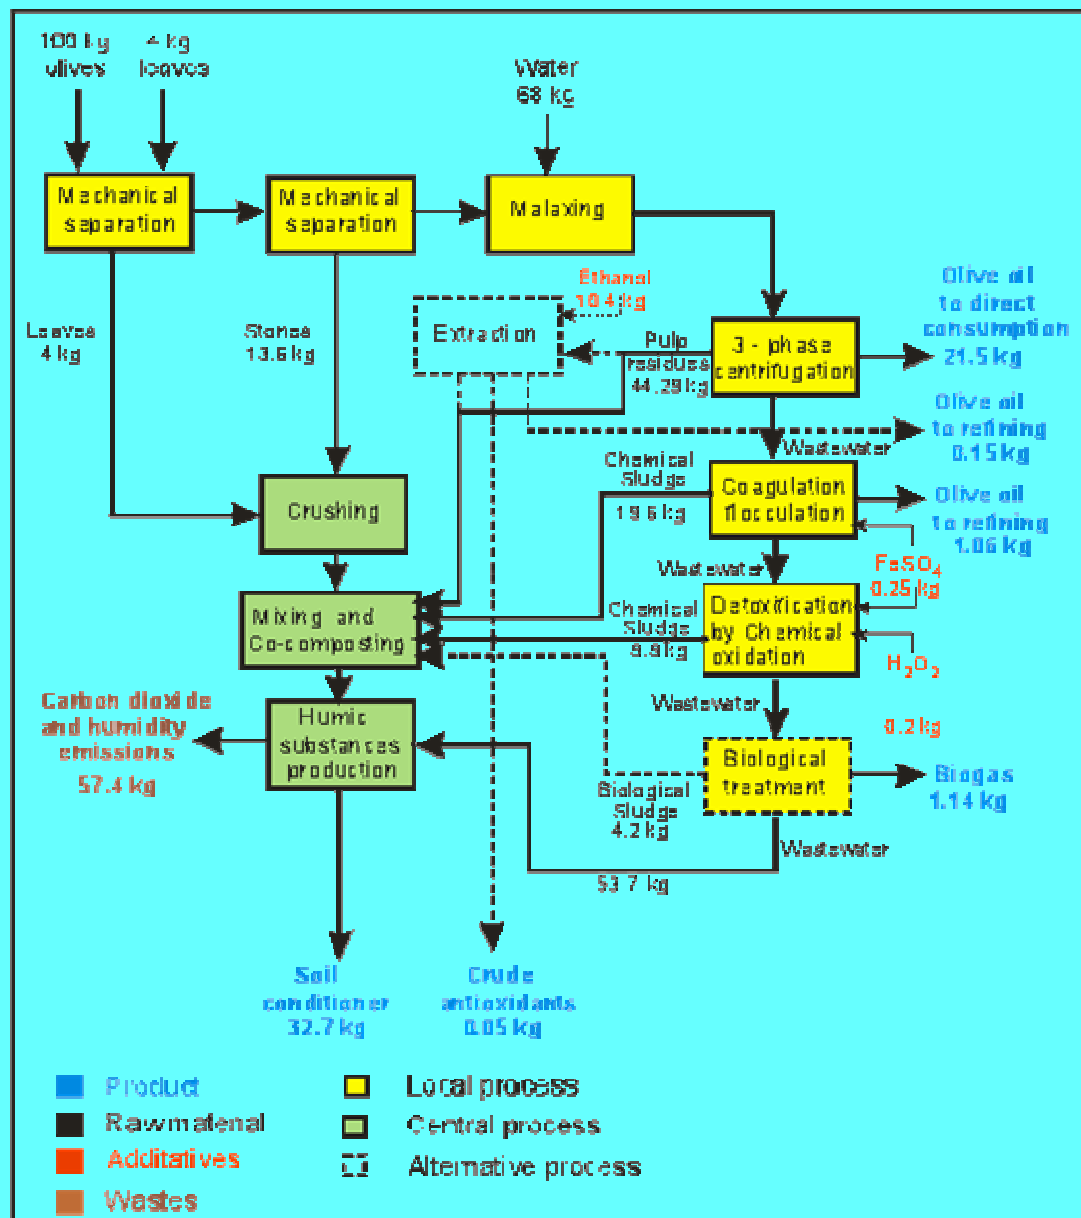 100 kg
olives
4 kg
leaves
Water
68 kg
Mechanical
separation
Mechanical
separation
Malaxing
Ethanol
10.4 kg
Olive oil
to direct
consumption
21.5 kg
Leaves
4 kg
Stones
13.6 kg
Extraction
Pulp
residues
44.29 kg
3 - phase
centrifugation
Olive oil
to refining
0.15 kg
Wastewater
Chemical
Sludge
19.6 kg
Coagulation
flocculation
Olive oil
to refining
1.06 kg
Crushing
Wastewater
FeSO4
0.25 kg
Mixing and
Co-composting
Chemical
Sludge
Detoxification
by Chemical
oxidation
H2O2
0.2 kg
Wastewater
Carbon dioxide
and humidity
emissions
57.4 kg
Humic
substances
production
Biological
treatment
Biogas
1.14 kg
Biological
Sludge
4.2 kg
Wastewater
53.7 kg
Soil
conditioner
32.7 kg
Crude
antioxidants
0.05 kg
Product
Raw material
Additatives
Wastes
Local process
Central process
Alternative process